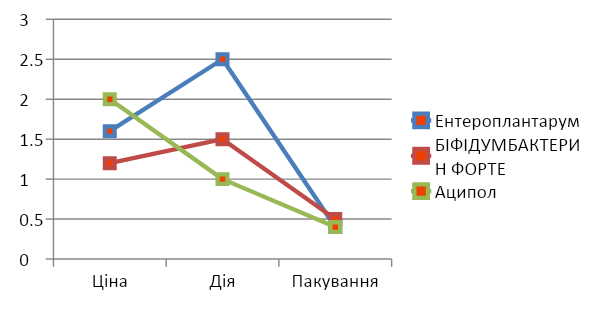 3
2.5
2
1.5
1
0.5
0
Ціна
Дія
Пакування
Ентероплантарум
БІФІДУМБАКТЕРИ
Н ФОРТЕ
Аципол